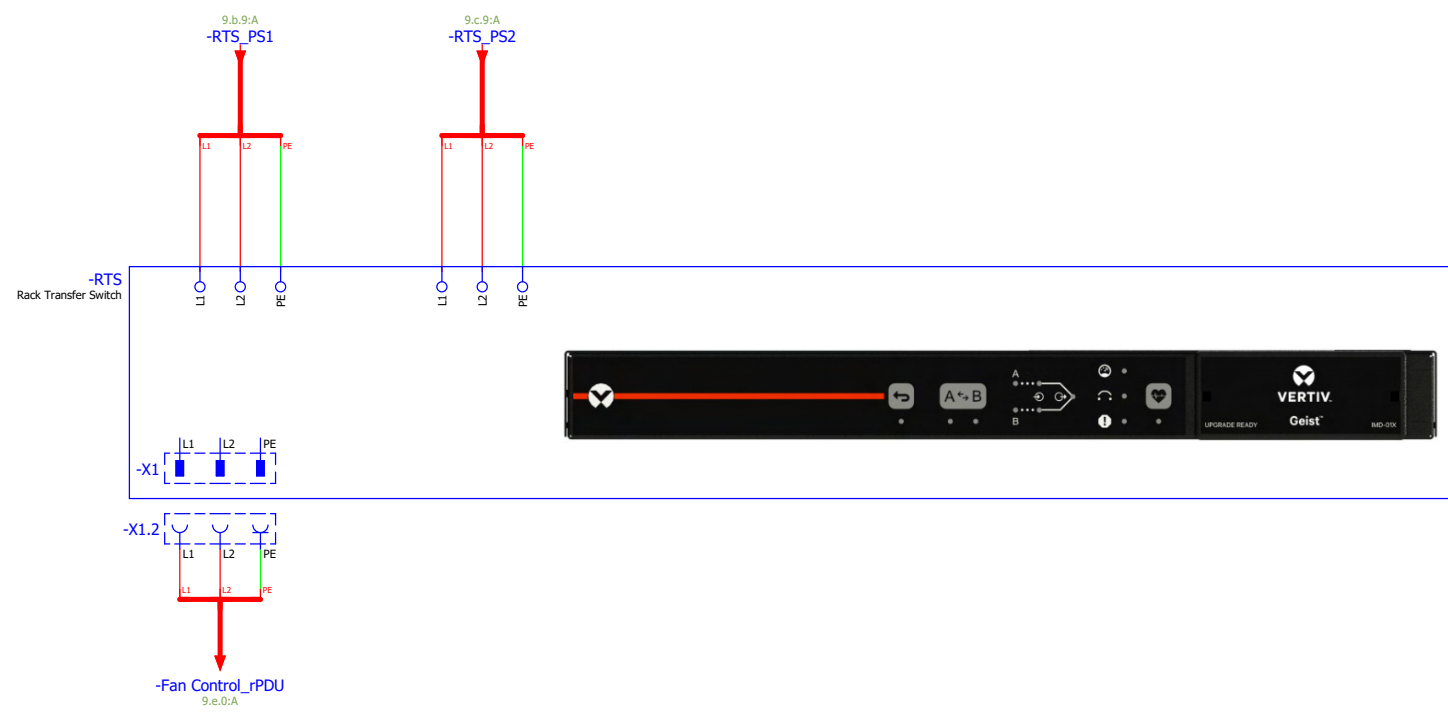 9.b.9:A
-RTS_PS1
9.c.9:A
-RTS_PS2
L1 L2 PE
L1 L2 PE
-RTS
Rack Transfer Switch
L1 L2 PE
L1 L2 PE
A
A B
B
VERTIV.
UPGRADE READY
Geist™
IMD-01X
L1 L2 PE
-X1
-X1.2
L1 L2 PE
L1 L2 PE
-Fan Control_rPDU
9.e.0:A